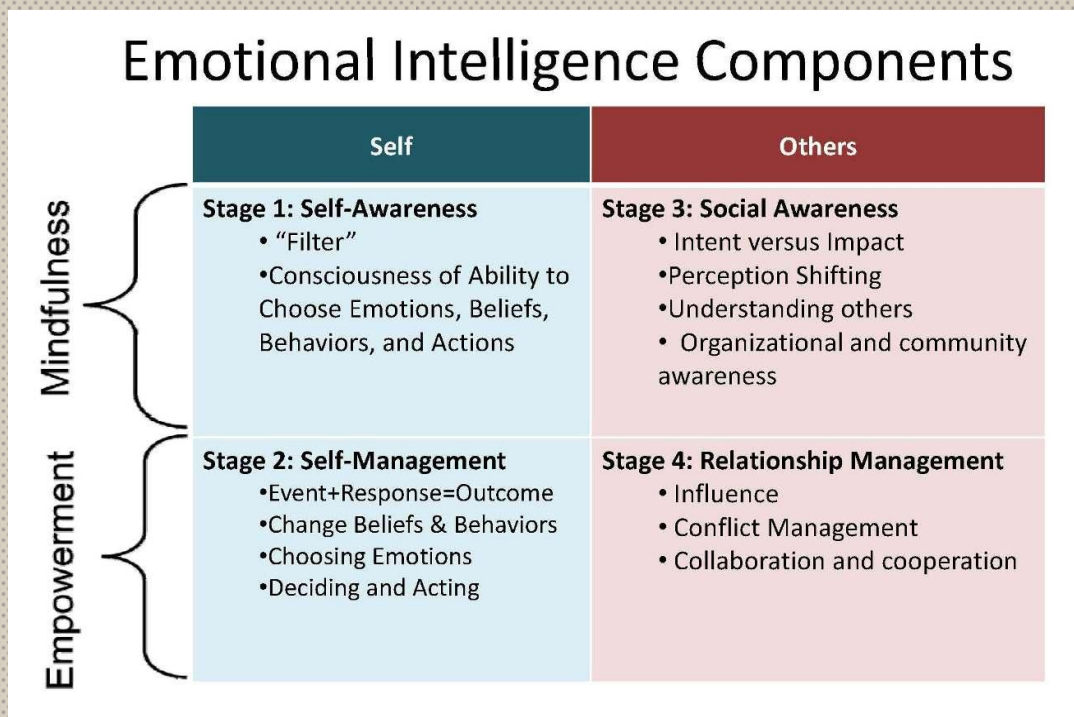 Emotional Intelligence Components
Self
Others
Mindfulness
Stage 1: Self-Awareness
• “Filter”
•Consciousness of Ability to
Choose Emotions, Beliefs,
Behaviors, and Actions
Stage 3: Social Awareness
• Intent versus Impact
•Perception Shifting
•Understanding others
• Organizational and community
awareness
Empowerment
Stage 2: Self-Management
•Event+Response=Outcome
•Change Beliefs & Behaviors
•Choosing Emotions
•Deciding and Acting
Stage 4: Relationship Management
• Influence
• Conflict Management
• Collaboration and cooperation